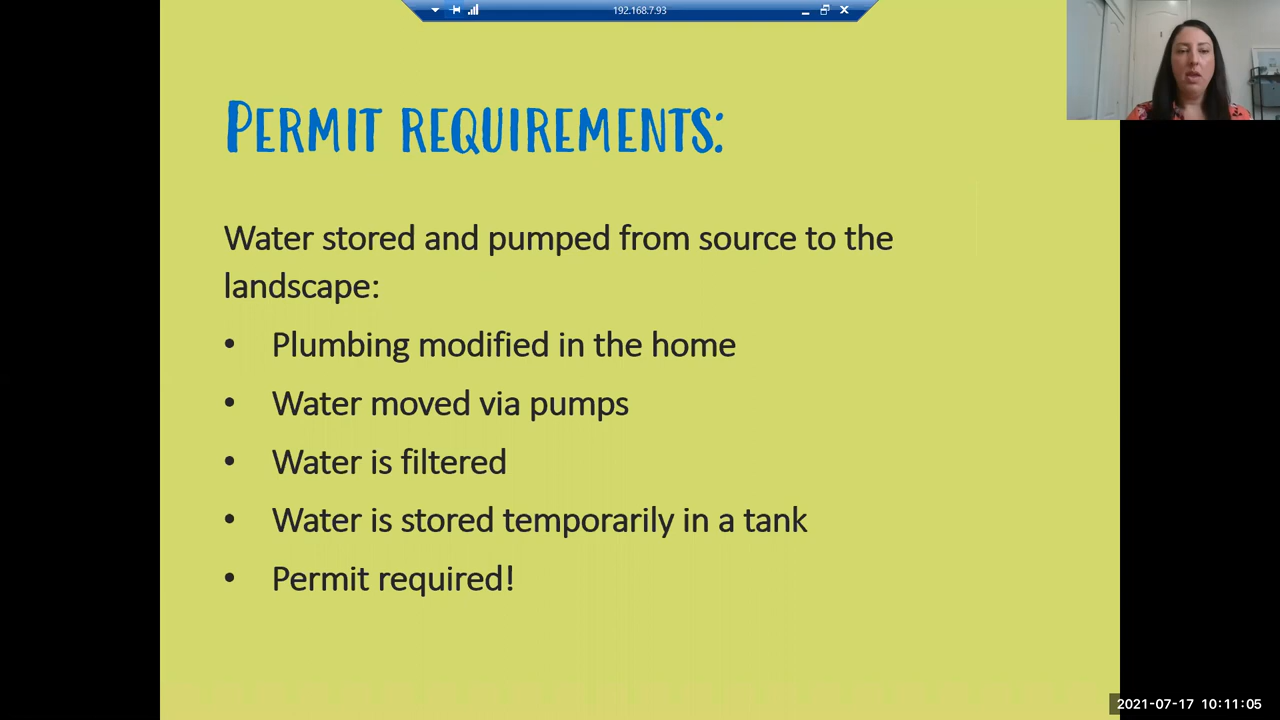 192.168.7.93
PERMIT REQUIREMENTS:
Water stored and pumped from source to the
landscape:
• Plumbing modified in the home
• Water moved via pumps
• Water is filtered
• Water is stored temporarily in a tank
• Permit required!
2021-07-17 10:11:05